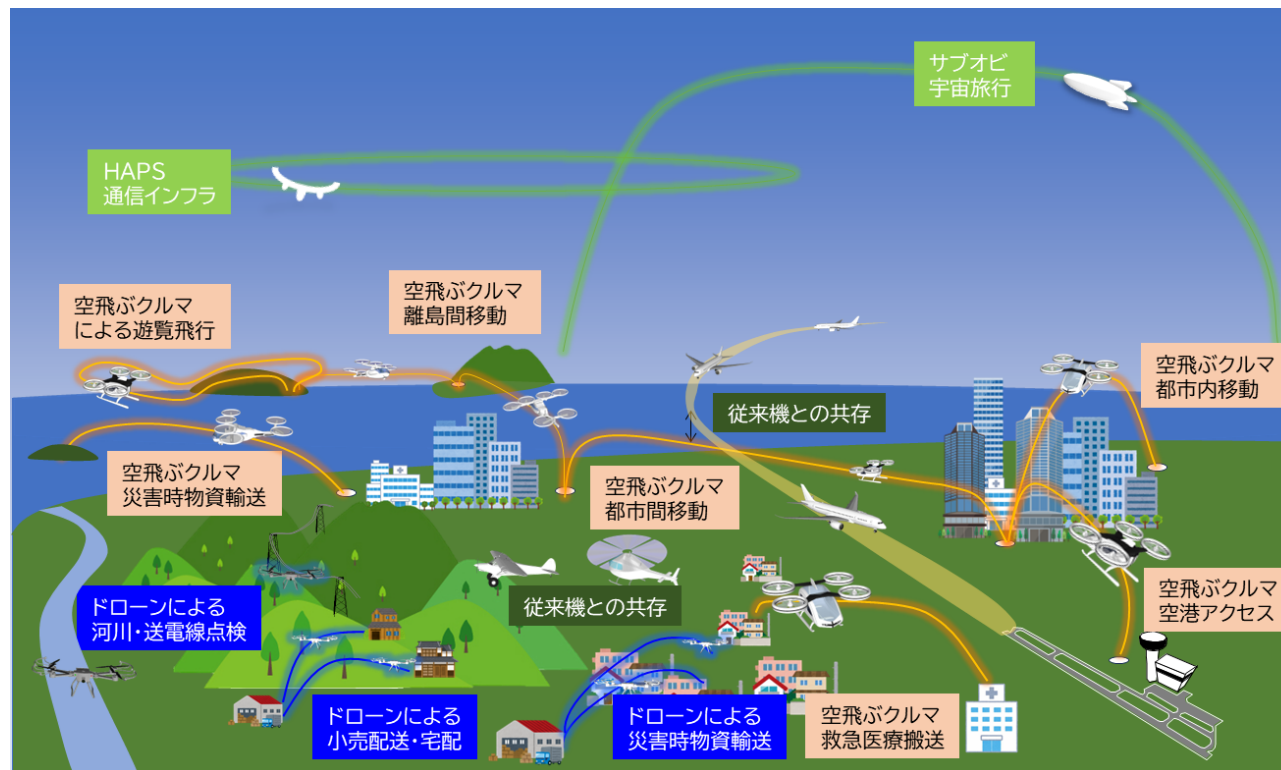 サブオビ
宇宙旅行
HAPS
通信インフラ
空飛ぶクルマ
による遊覧飛行
空飛ぶクルマ
離島間移動
空飛ぶクルマ
都市内移動
従来機との共存
空飛ぶクルマ
災害時物資輸送
空飛ぶクルマ
都市間移動
空飛ぶクルマ
空港アクセス
ドローンによる
河川・送電線点検
従来機との共存
ドローンによる
小売配送・宅配
ドローンによる
災害時物資輸送
空飛ぶクルマ
救急医療搬送